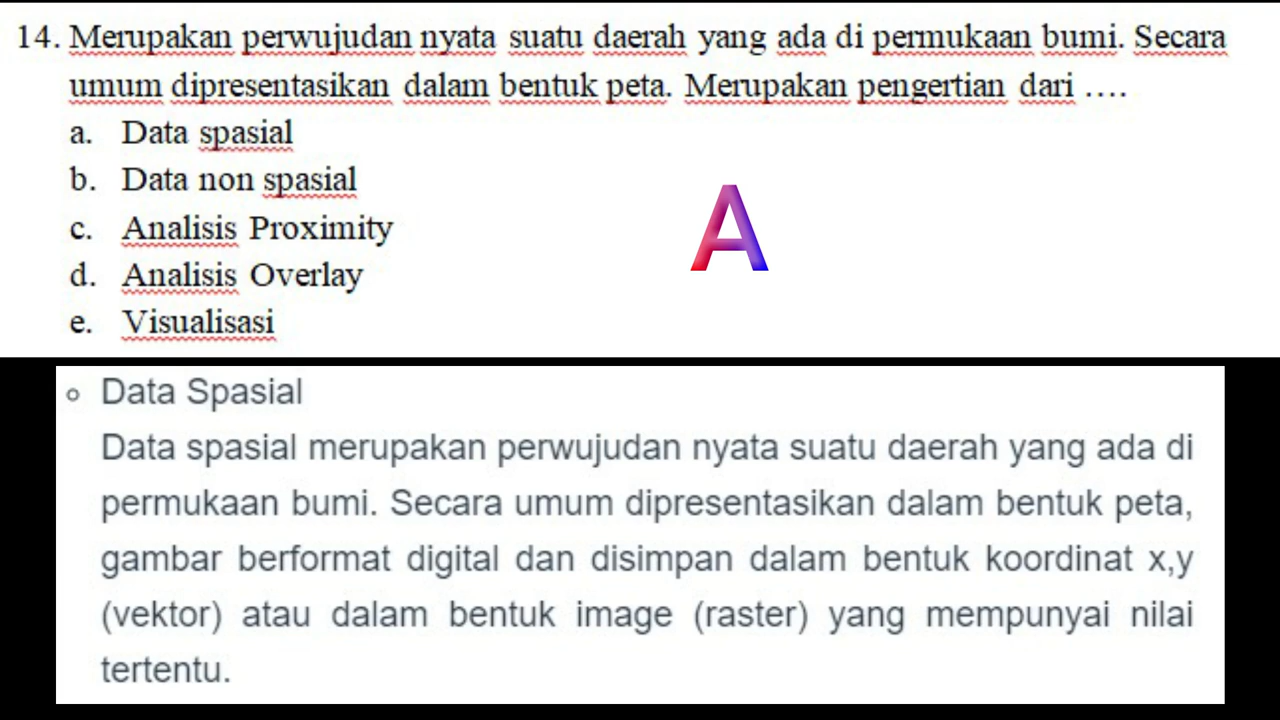 14. Merupakan perwujudan nyata suatu daerah yang ada di permukaan bumi. Secara
umum dipresentasikan dalam bentuk peta. Merupakan pengertian dari ....
a. Data spasial
b. Data non spasial
c. Analisis Proximity
d. Analisis Overlay
e. Visualisasi
A
Data Spasial
Data spasial merupakan perwujudan nyata suatu daerah yang ada di
permukaan bumi. Secara umum dipresentasikan dalam bentuk peta,
gambar berformat digital dan disimpan dalam bentuk koordinat x,y
(vektor) atau dalam bentuk image (raster) yang mempunyai nilai
tertentu.